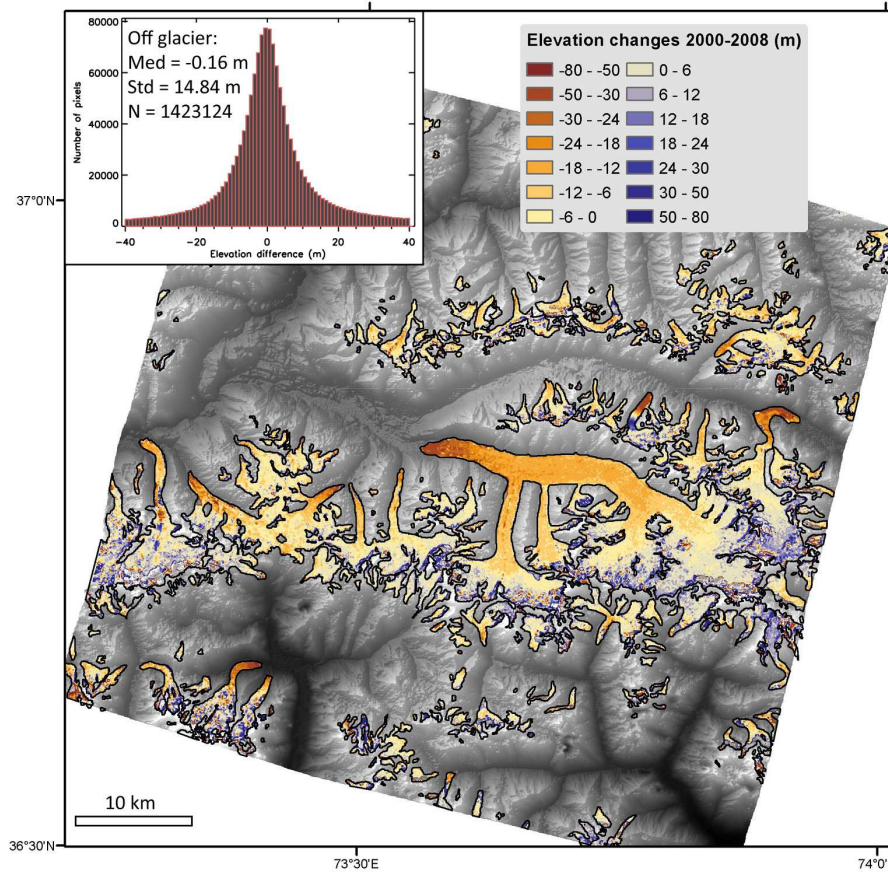 Off glacier:
Med = -0.16 m
Std = 14.84 m
N = 1423124
Number of pixels
80000
60000
40000
20000
0
-40
-20
0
20
40
Elevation difference (m)
Elevation changes 2000-2008 (m)
-80 - -50
0 - 6
-50 - -30
6 - 12
-30 - -24
12 - 18
-24 - -18
18 - 24
-18 - -12
24 - 30
-12 - -6
30 - 50
-6 - 0
50 - 80
37°0'N
10 km
36°30'N
73°30'E
74°0'